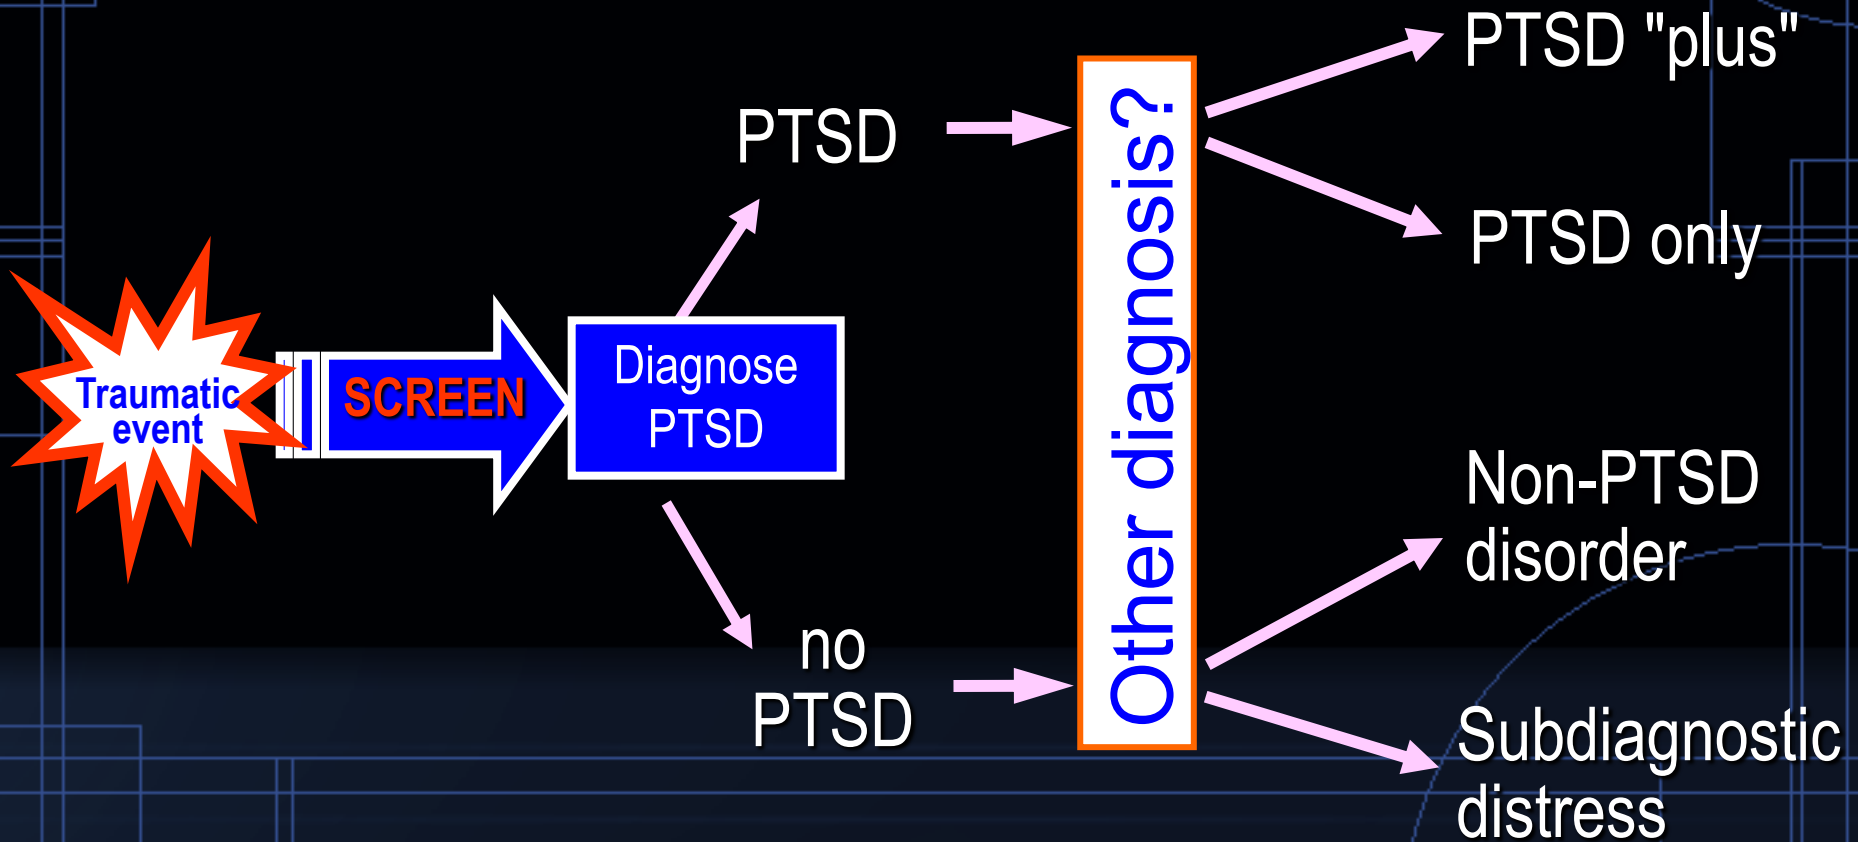 Traumatic
event
SCREEN
Diagnose
PTSD
PTSD
no
PTSD
Other diagnosis?
PTSD "plus"
PTSD only
Non-PTSD
disorder
Subdiagnostic
distress